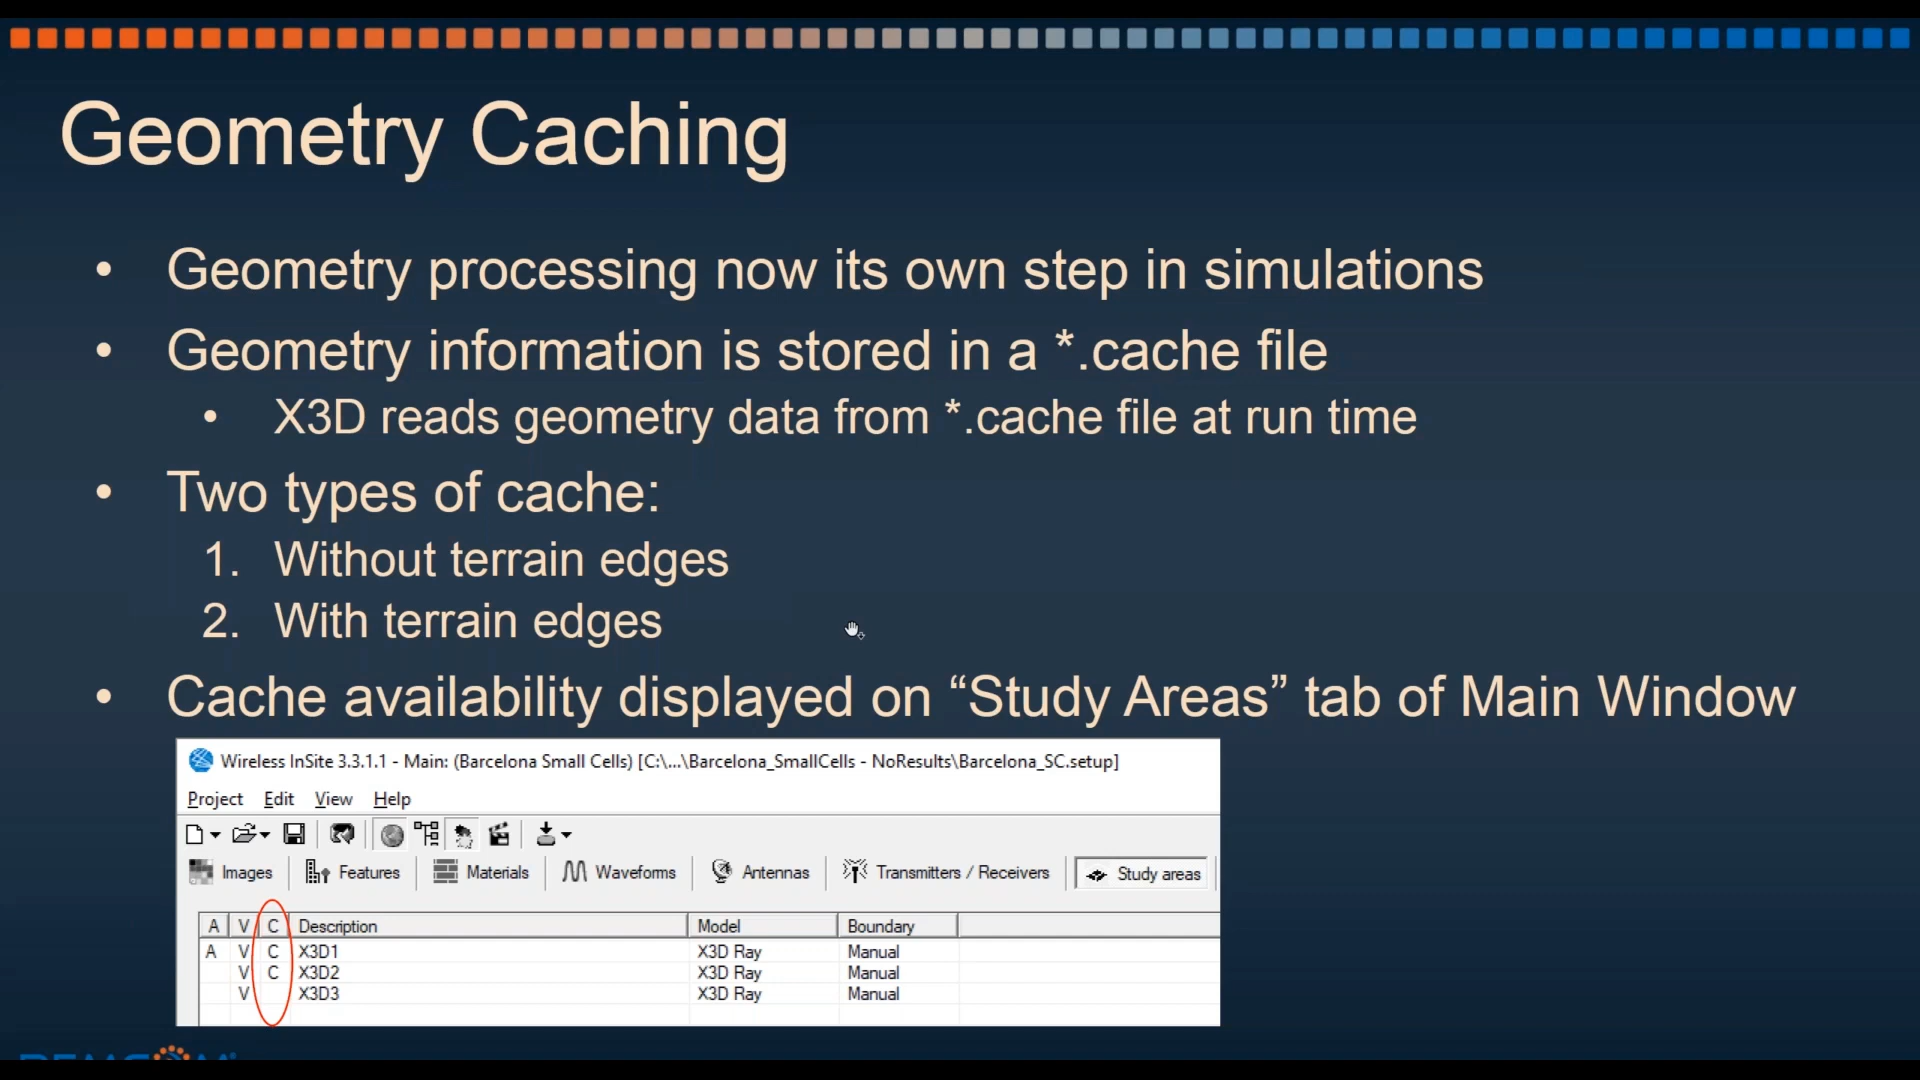 Geometry Caching
• Geometry processing now its own step in simulations
• Geometry information is stored in a *.cache file
• X3D reads geometry data from *.cache file at run time
• Two types of cache:
1. Without terrain edges
2. With terrain edges
• Cache availability displayed on “Study Areas” tab of Main Window
Wireless InSite 3.3.1.1 - Main: (Barcelona Small Cells) [C:\...\Barcelona_SmallCells - NoResults\Barcelona_SC.setup]
Project Edit View Help
Images Features Materials Waveforms Antennas Transmitters / Receivers Study areas
A V C Description Model Boundary
A V C X3D1 X3D Ray Manual
V C X3D2 X3D Ray Manual
V X3D3 X3D Ray Manual